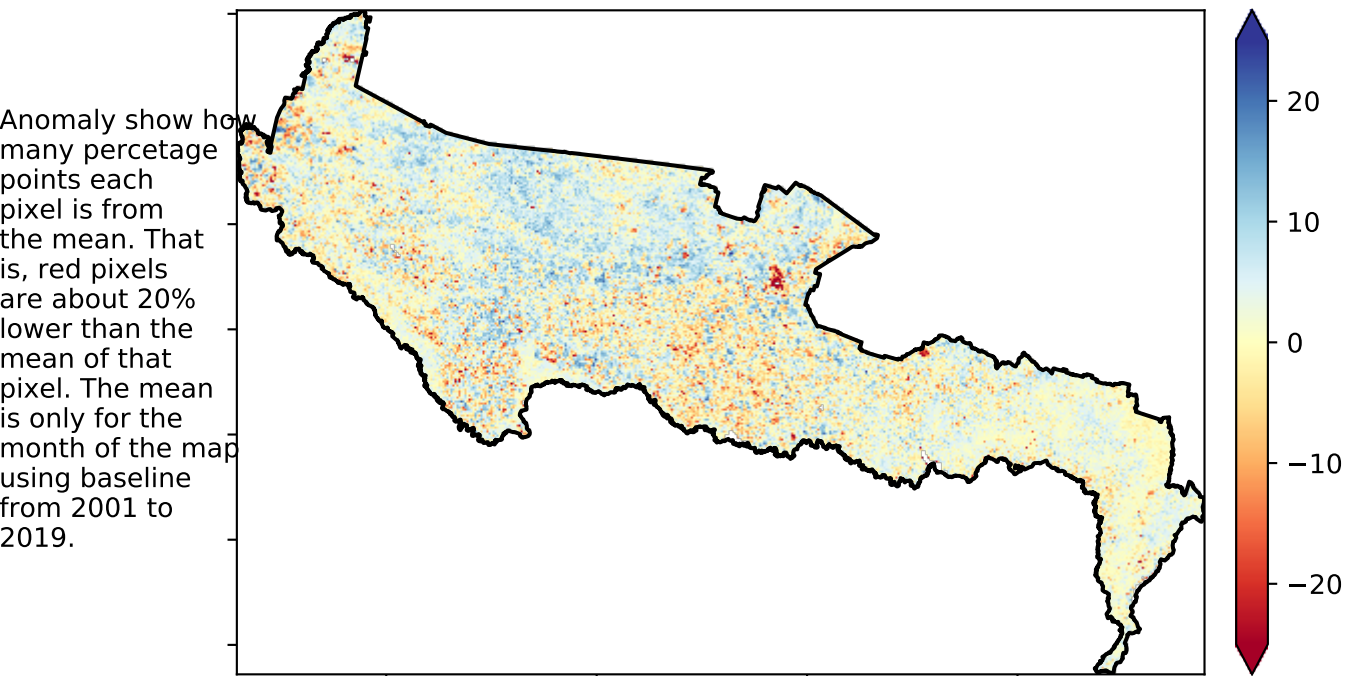 Anomaly show how
many percetage
points each
pixel is from
the mean. That
is, red pixels
are about 20%
lower than the
mean of that
pixel. The mean
is only for the
month of the map
using baseline
from 2001 to
2019.
20
10
0
−10
−20